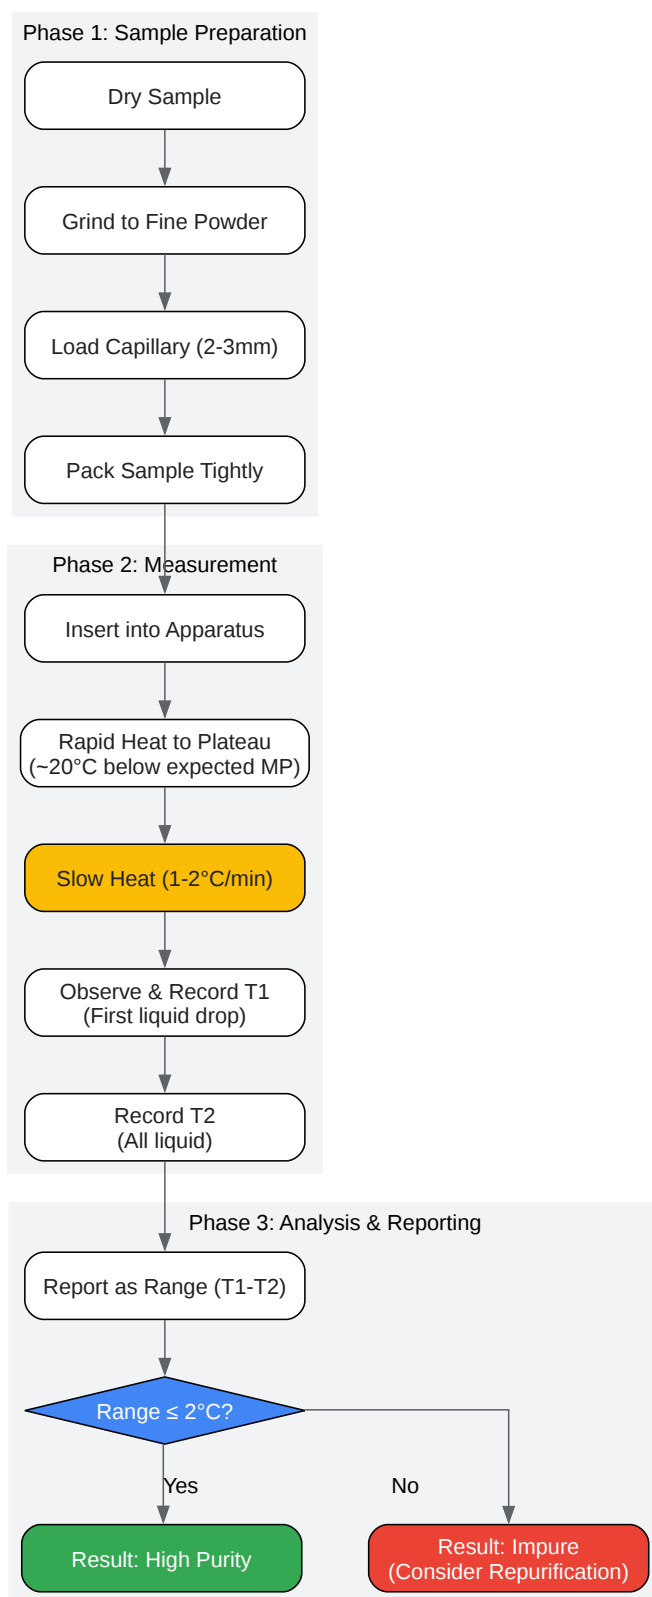 Phase 1: Sample Preparation
Dry Sample
Grind to Fine Powder
Load Capillary (2-3mm)
Pack Sample Tightly
Phase 2: Measurement
Insert into Apparatus
Rapid Heat to Plateau
(~20°C below expected MP)
Slow Heat (1-2°C/min)
Observe & Record T1
(First liquid drop)
Record T2
(All liquid)
Phase 3: Analysis & Reporting
Report as Range (T1-T2)
Range ≤ 2°C?
Yes
No
Result: High Purity
Result: Impure
(Consider Repurification)